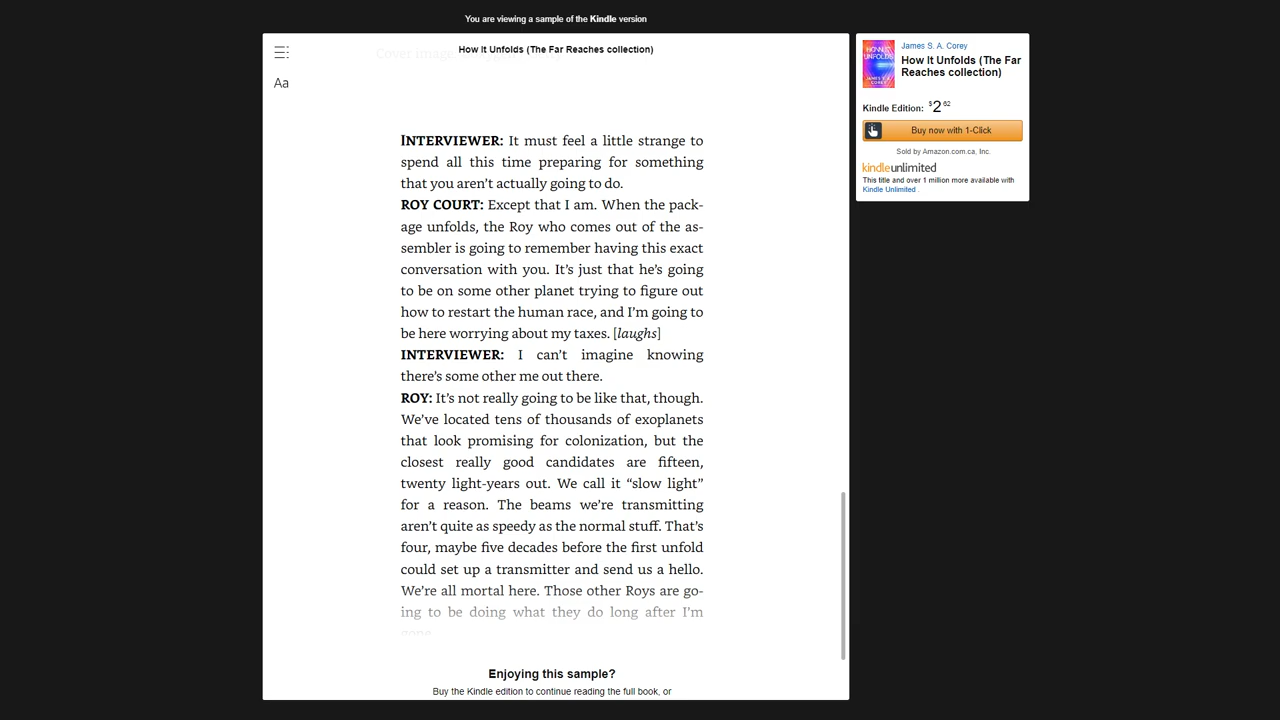 You are viewing a sample of the Kindle version
How It Unfolds (The Far Reaches collection)
Aa
INTERVIEWER: It must feel a little strange to
spend all this time preparing for something
that you aren’t actually going to do.
ROY COURT: Except that I am. When the pack-
age unfolds, the Roy who comes out of the as-
sembler is going to remember having this exact
conversation with you. It’s just that he’s going
to be on some other planet trying to figure out
how to restart the human race, and I’m going to
be here worrying about my taxes. [laughs]
INTERVIEWER: I can’t imagine knowing
there’s some other me out there.
ROY: It’s not really going to be like that, though.
We’ve located tens of thousands of exoplanets
that look promising for colonization, but the
closest really good candidates are fifteen,
twenty light-years out. We call it “slow light”
for a reason. The beams we’re transmitting
aren’t quite as speedy as the normal stuff. That’s
four, maybe five decades before the first unfold
could set up a transmitter and send us a hello.
We’re all mortal here. Those other Roys are go-
ing to be doing what they do long after I’m
gone.
Enjoying this sample?
Buy the Kindle edition to continue reading the full book, or
HOW IT
UNFOLDS
JAMES S.A.
COREY
James S. A. Corey
How It Unfolds (The Far
Reaches collection)
Kindle Edition: $2 62
Buy now with 1-Click
Sold by Amazon.com.ca, Inc.
kindleunlimited
This title and over 1 million more available with
Kindle Unlimited .